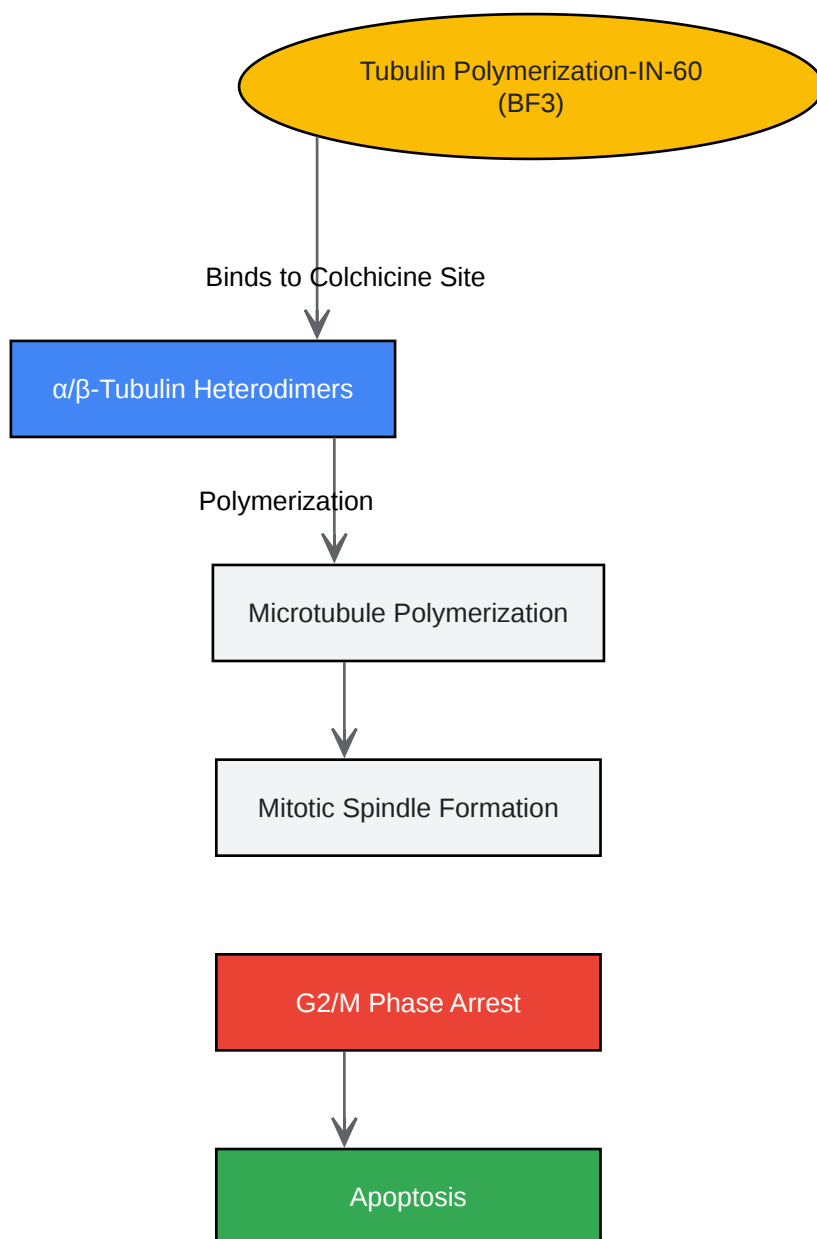 Tubulin Polymerization-IN-60
(BF3)
Binds to Colchicine Site
α/β-Tubulin Heterodimers
Polymerization
Microtubule Polymerization
Mitotic Spindle Formation
G2/M Phase Arrest
Apoptosis